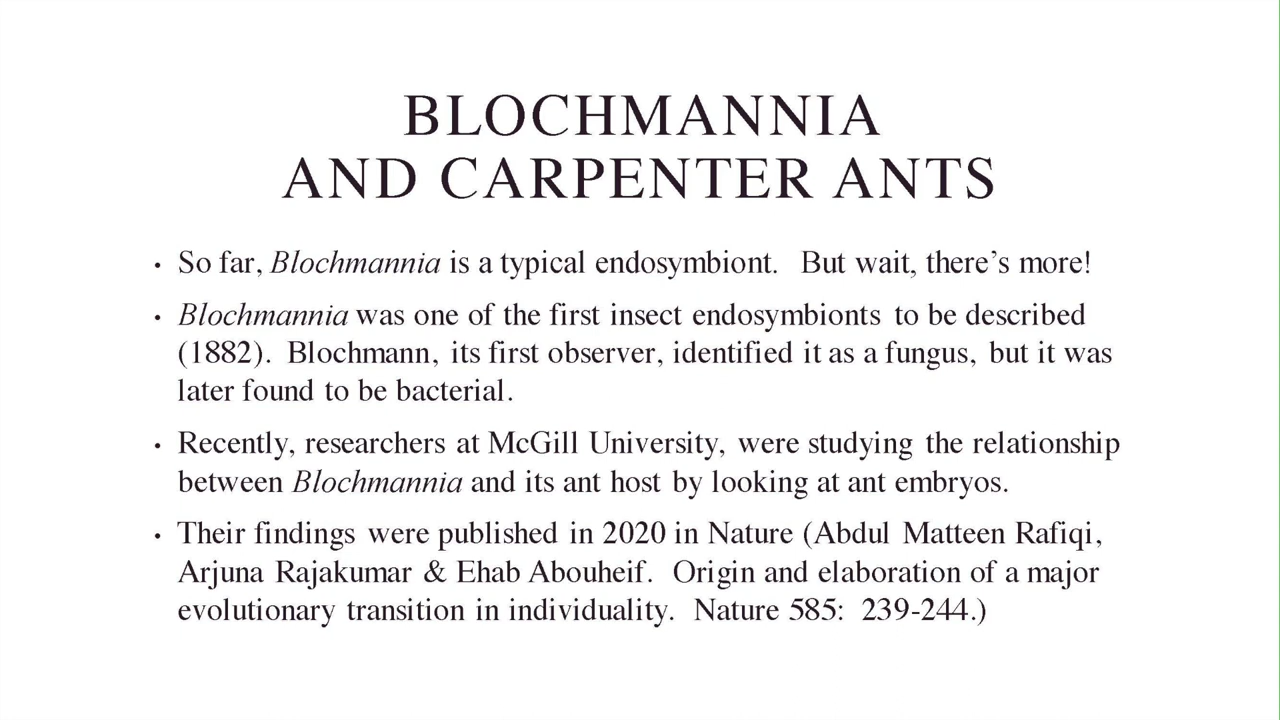 BLOCHMANNIA
AND CARPENTER ANTS
• So far, Blochmannia is a typical endosymbiont.  But wait, there's more!
• Blochmannia was one of the first insect endosymbionts to be described
(1882).  Blochmann, its first observer, identified it as a fungus, but it was
later found to be bacterial.
• Recently, researchers at McGill University, were studying the relationship
between Blochmannia and its ant host by looking at ant embryos.
• Their findings were published in 2020 in Nature (Abdul Matteen Rafiqi,
Arjuna Rajakumar & Ehab Abouheif.  Origin and elaboration of a major
evolutionary transition in individuality.  Nature 585:  239-244.)